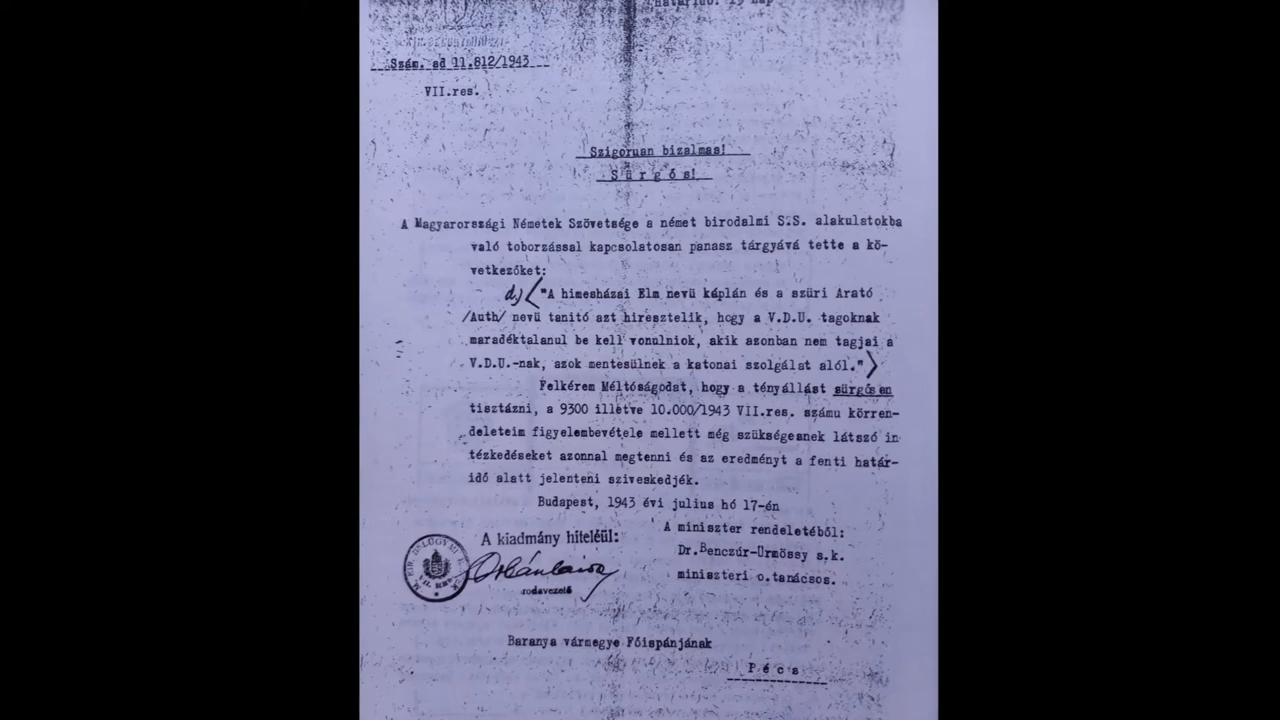 Határidő: 15 nap
Szám. ad 11.812/1943
VII.res.
Szigoruan bizalmas!
Sürgős!
A Magyarországi Németek Szövetsége a német birodalmi S.S. alakulatokba
való toborzással kapcsolatosan panasz tárgyává tette a kö-
vetkezőket:
d.) "A himesházai Elm nevü káplán és a szüri Arató
/Auth/ nevü tanitó azt hiresztelik, hogy a V.D.U. tagoknak
maradéktalanul be kell vonulniok, akik azonban nem tagjai a
V.D.U.-nak, azok mentesülnek a katonai szolgálat alól."
Felkérem Méltóságodat, hogy a tényállást sürgősen
tisztázni, a 9300 illetve 10.000/1943 VII.res. számu körren-
deleteim figyelembevétele mellett még szükségesnek látszó in
tézkedéseket azonnal megtenni és az eredményt a fenti határ-
idő alatt jelenteni sziveskedjék.
Budapest, 1943 évi julius hó 17-én
A miniszter rendeletéből:
A kiadmány hiteléül:
Dr.Benczúr-Ürmössy s.k.
miniszteri o.tanácsos.
rodavezető
Baranya vármegye Főispánjának
Pécs